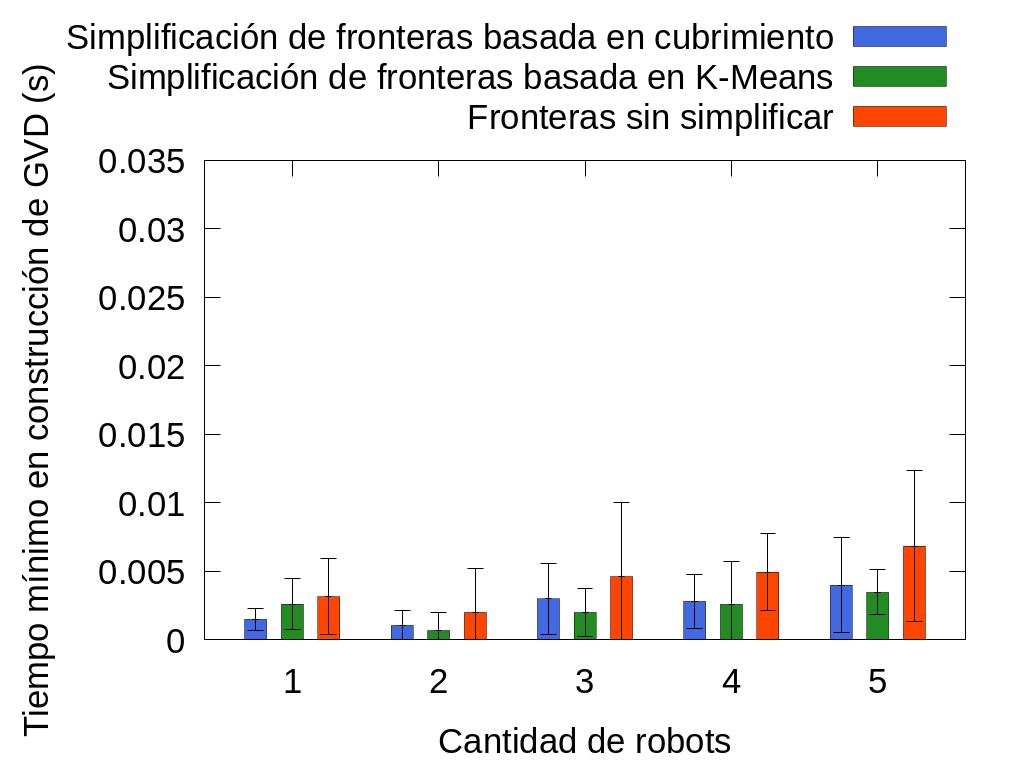 Simplificación de fronteras basada en cubrimiento
Simplificación de fronteras basada en K-Means
Fronteras sin simplificar
Tiempo mínimo en construcción de GVD (s)
0.035
0.03
0.025
0.02
0.015
0.01
0.005
0
1 2 3 4 5
Cantidad de robots